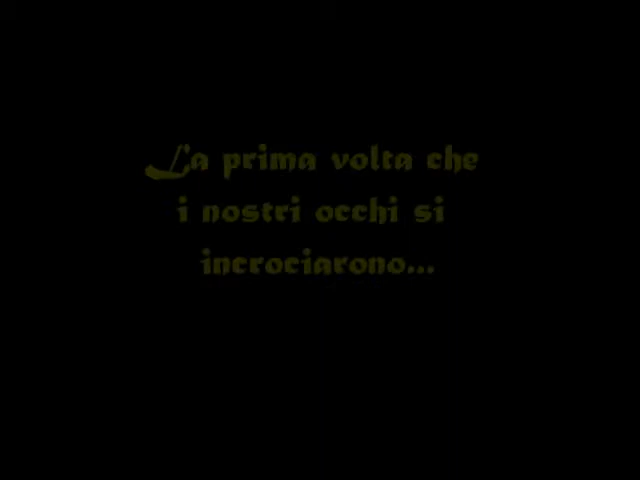 La prima volta che
i nostri occhi si
incrociarono...